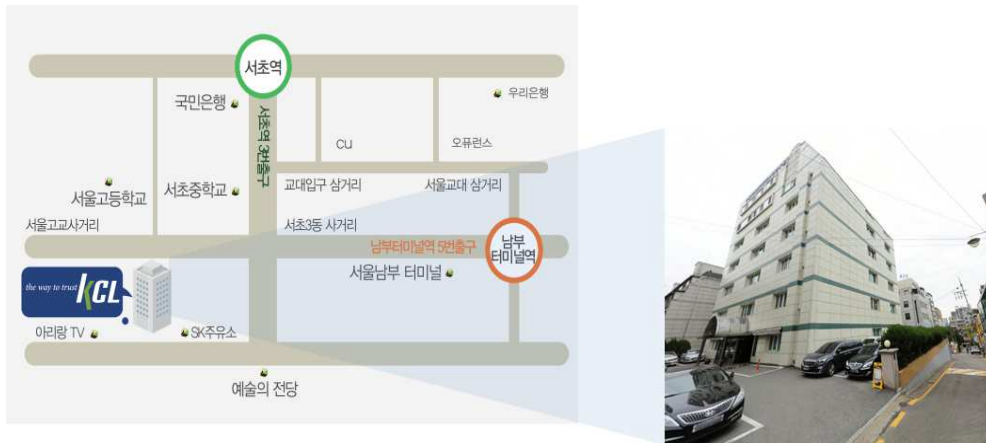 서초역
국민은행
서초역 3번출구
우리은행
CU
오퓨런스
서울고등학교
서초중학교
교대입구 삼거리
서울교대 삼거리
서울고교사거리
서초3동 사거리
남부터미널역 5번출구
남부
터미널역
서울남부 터미널
the way to trust KCL
아리랑 TV
SK주유소
예술의 전당